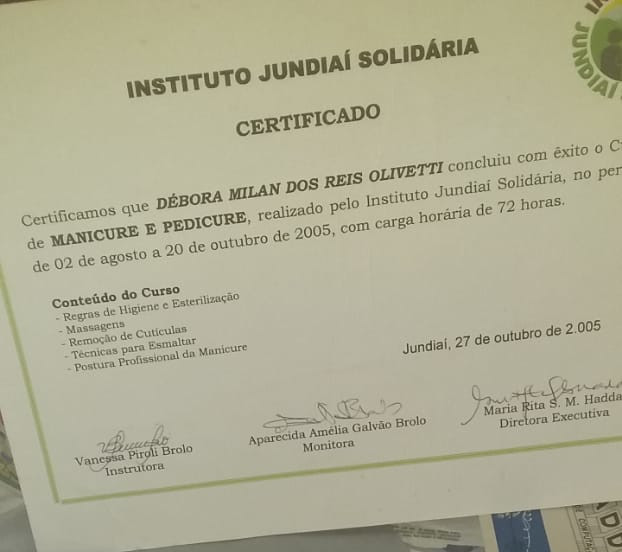 INSTITUTO JUNDIAÍ SOLIDÁRIA
JUNDIAÍ
CERTIFICADO
Certificamos que DÉBORA MILAN DOS REIS OLIVETTI concluiu com êxito o
de MANICURE E PEDICURE, realizado pelo Instituto Jundiaí Solidária, no
de 02 de agosto a 20 de outubro de 2005, com carga horária de 72 horas.
Conteúdo do Curso
- Regras de Higiene e Esterilização
- Massagens
- Remoção de Cutículas
- Técnicas para Esmaltar
- Postura Profissional da Manicure
Jundiaí, 27 de outubro de 2.005
Vanessa Piroli Brolo
Instrutora
Aparecida Amélia Galvão Brolo
Monitora
Maria Rita S. M. Hadda
Diretora Executiva